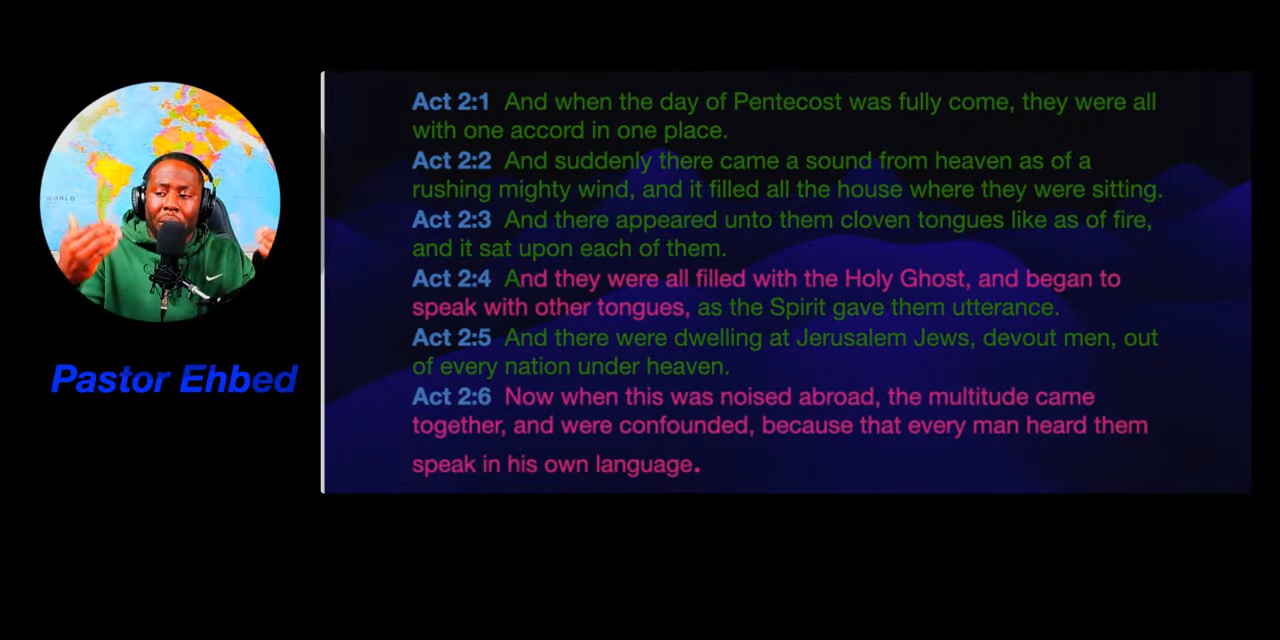 WORLD
Pastor Ehbed
Act 2:1 And when the day of Pentecost was fully come, they were all
with one accord in one place.
Act 2:2 And suddenly there came a sound from heaven as of a
rushing mighty wind, and it filled all the house where they were sitting.
Act 2:3 And there appeared unto them cloven tongues like as of fire,
and it sat upon each of them.
Act 2:4 And they were all filled with the Holy Ghost, and began to
speak with other tongues, as the Spirit gave them utterance.
Act 2:5 And there were dwelling at Jerusalem Jews, devout men, out
of every nation under heaven.
Act 2:6 Now when this was noised abroad, the multitude came
together, and were confounded, because that every man heard them
speak in his own language.